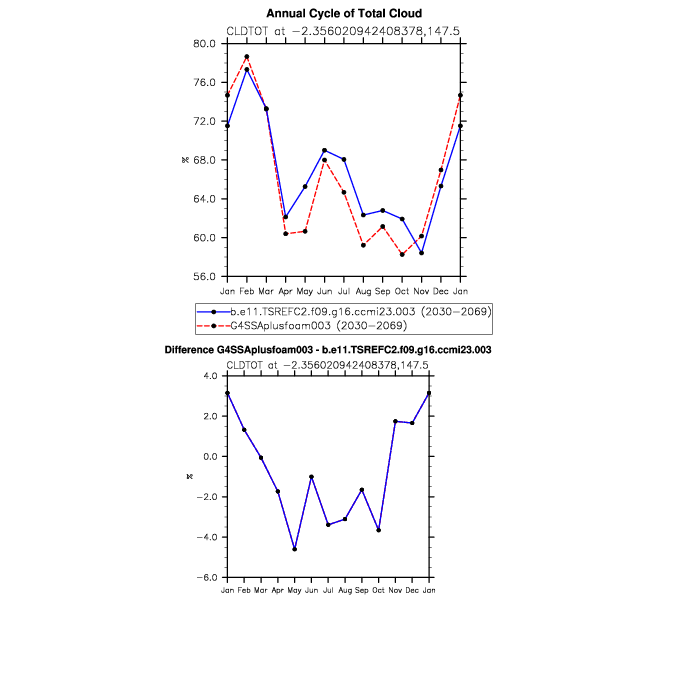 Annual Cycle of Total Cloud
CLDTOT at −2.356020942408378,147.5
80.0
76.0
72.0
68.0
64.0
60.0
56.0
%
Jan Feb Mar Apr May Jun Jul Aug Sep Oct Nov Dec Jan
b.e11.TSREFC2.f09.g16.ccmi23.003 (2030−2069)
G4SSAplusfoam003 (2030−2069)
Difference G4SSAplusfoam003 - b.e11.TSREFC2.f09.g16.ccmi23.003
CLDTOT at −2.356020942408378,147.5
4.0
2.0
0.0
−2.0
−4.0
−6.0
%
Jan Feb Mar Apr May Jun Jul Aug Sep Oct Nov Dec Jan